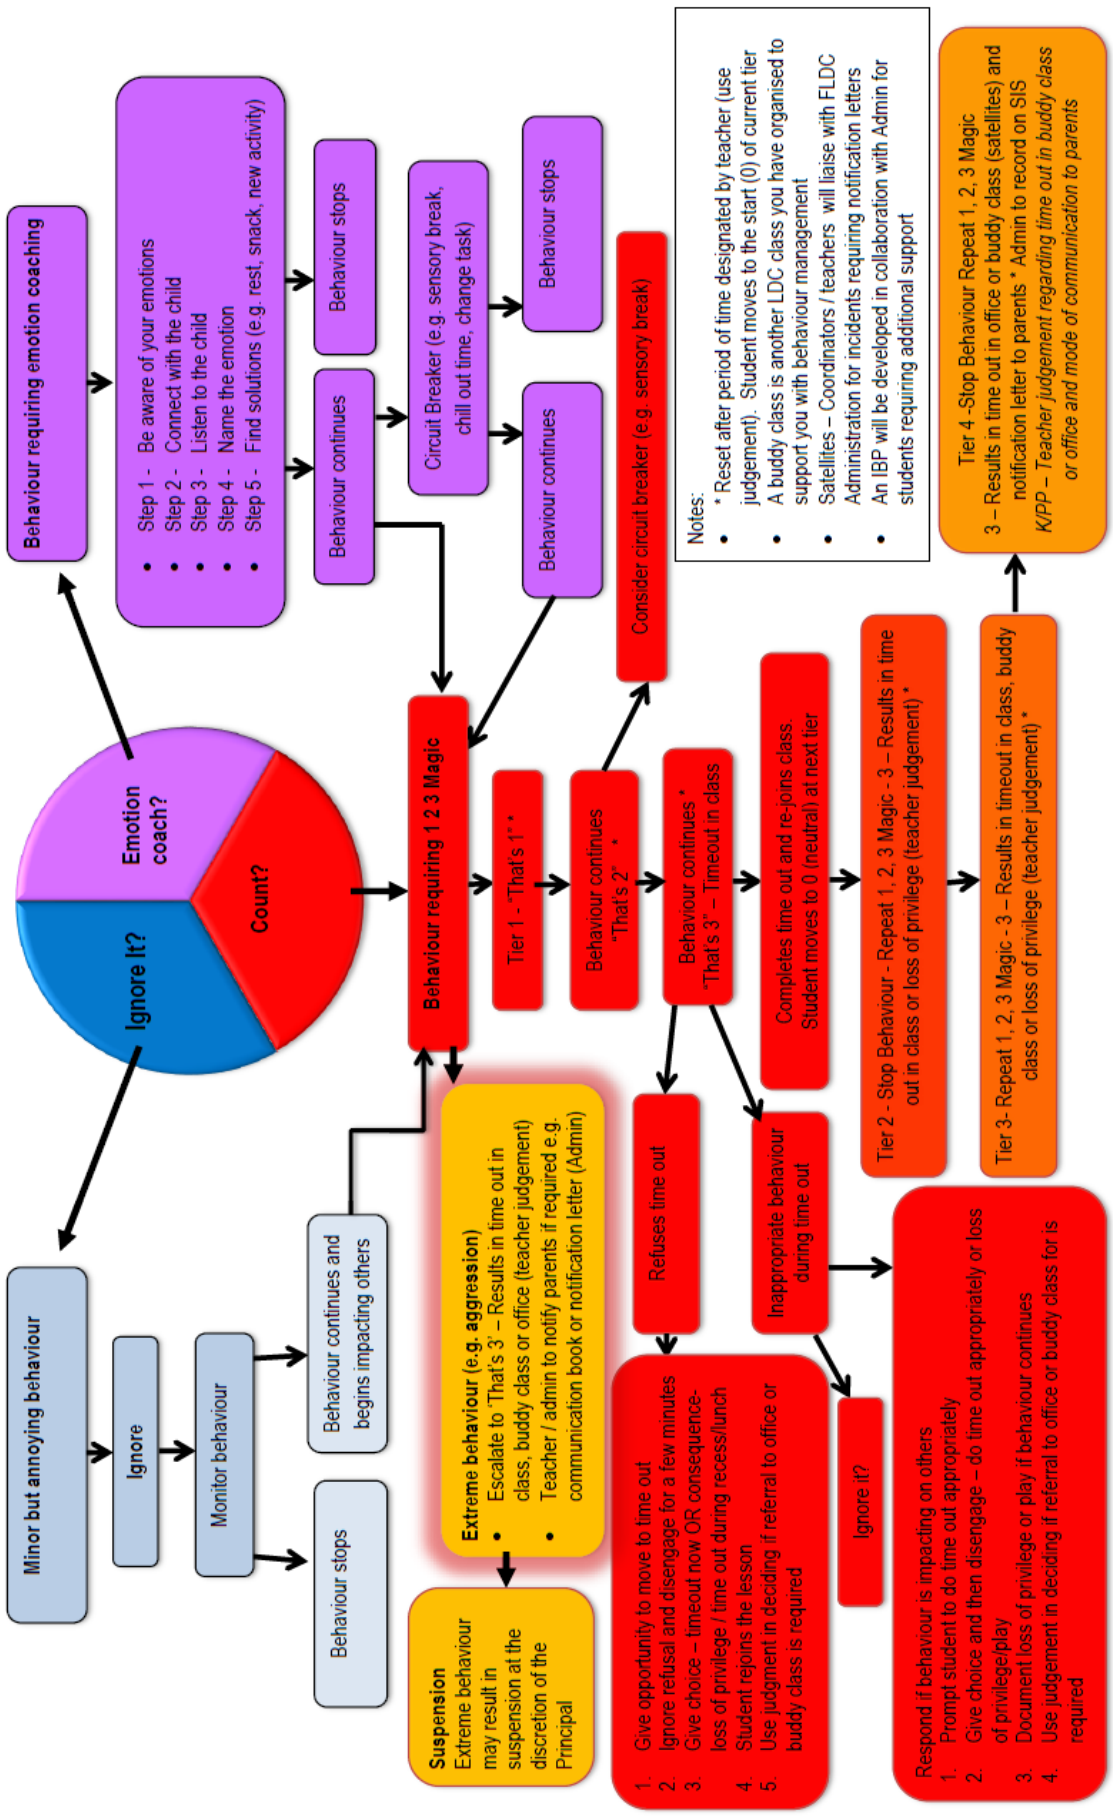 Ignore It?
Emotion
coach?
Count?
Minor but annoying behaviour
Ignore
Monitor behaviour
Behaviour stops
Behaviour continues and
begins impacting others
Behaviour requiring emotion coaching
• Step 1 - Be aware of your emotions
• Step 2 - Connect with the child
• Step 3 - Listen to the child
• Step 4 - Name the emotion
• Step 5 - Find solutions (e.g. rest, snack, new activity)
Behaviour continues
Behaviour stops
Circuit Breaker (e.g. sensory break,
chill out time, change task)
Behaviour continues
Behaviour stops
Behaviour requiring 1 2 3 Magic
Extreme behaviour (e.g. aggression)
• Escalate to 'That's 3' – Results in time out in
class, buddy class or office (teacher judgement)
• Teacher / admin to notify parents if required e.g.
communication book or notification letter (Admin)
Suspension
Extreme behaviour
may result in
suspension at the
discretion of the
Principal
Tier 1 - "That's 1" *
Behaviour continues
"That's 2" *
Consider circuit breaker (e.g. sensory break)
Behaviour continues *
"That's 3" – Timeout in class
Refuses time out
1. Give opportunity to move to time out
2. Ignore refusal and disengage for a few minutes
3. Give choice – timeout now OR consequence-
loss of privilege / time out during recess/lunch
4. Student rejoins the lesson
5. Use judgment in deciding if referral to office or
buddy class is required
Inappropriate behaviour
during time out
Ignore it?
Respond if behaviour is impacting on others
1. Prompt student to do time out appropriately
2. Give choice and then disengage – do time out appropriately or loss
of privilege/play
3. Document loss of privilege or play if behaviour continues
4. Use judgement in deciding if referral to office or buddy class for is
required
Completes time out and re-joins class.
Student moves to 0 (neutral) at next tier
Tier 2 - Stop Behaviour - Repeat 1, 2, 3 Magic - 3 – Results in time
out in class or loss of privilege (teacher judgement) *
Tier 3- Repeat 1, 2, 3 Magic - 3 – Results in timeout in class, buddy
class or loss of privilege (teacher judgement) *
Tier 4 -Stop Behaviour Repeat 1, 2, 3 Magic
3 – Results in time out in office or buddy class (satellites) and
notification letter to parents * Admin to record on SIS
K/PP – Teacher judgement regarding time out in buddy class
or office and mode of communication to parents
Notes:
• * Reset after period of time designated by teacher (use
judgement). Student moves to the start (0) of current tier
• A buddy class is another LDC class you have organised to
support you with behaviour management
• Satellites – Coordinators / teachers will liaise with FLDC
Administration for incidents requiring notification letters
• An IBP will be developed in collaboration with Admin for
students requiring additional support